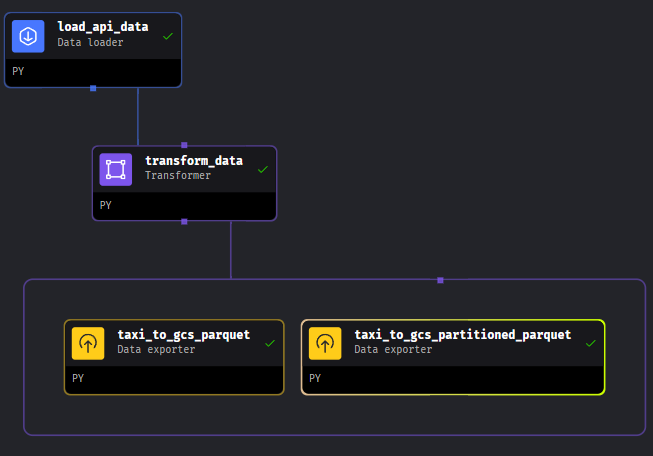 load_api_data
Data loader
PY
transform_data
Transformer
PY
taxi_to_gcs_parquet
Data exporter
PY
taxi_to_gcs_partitioned_parquet
Data exporter
PY